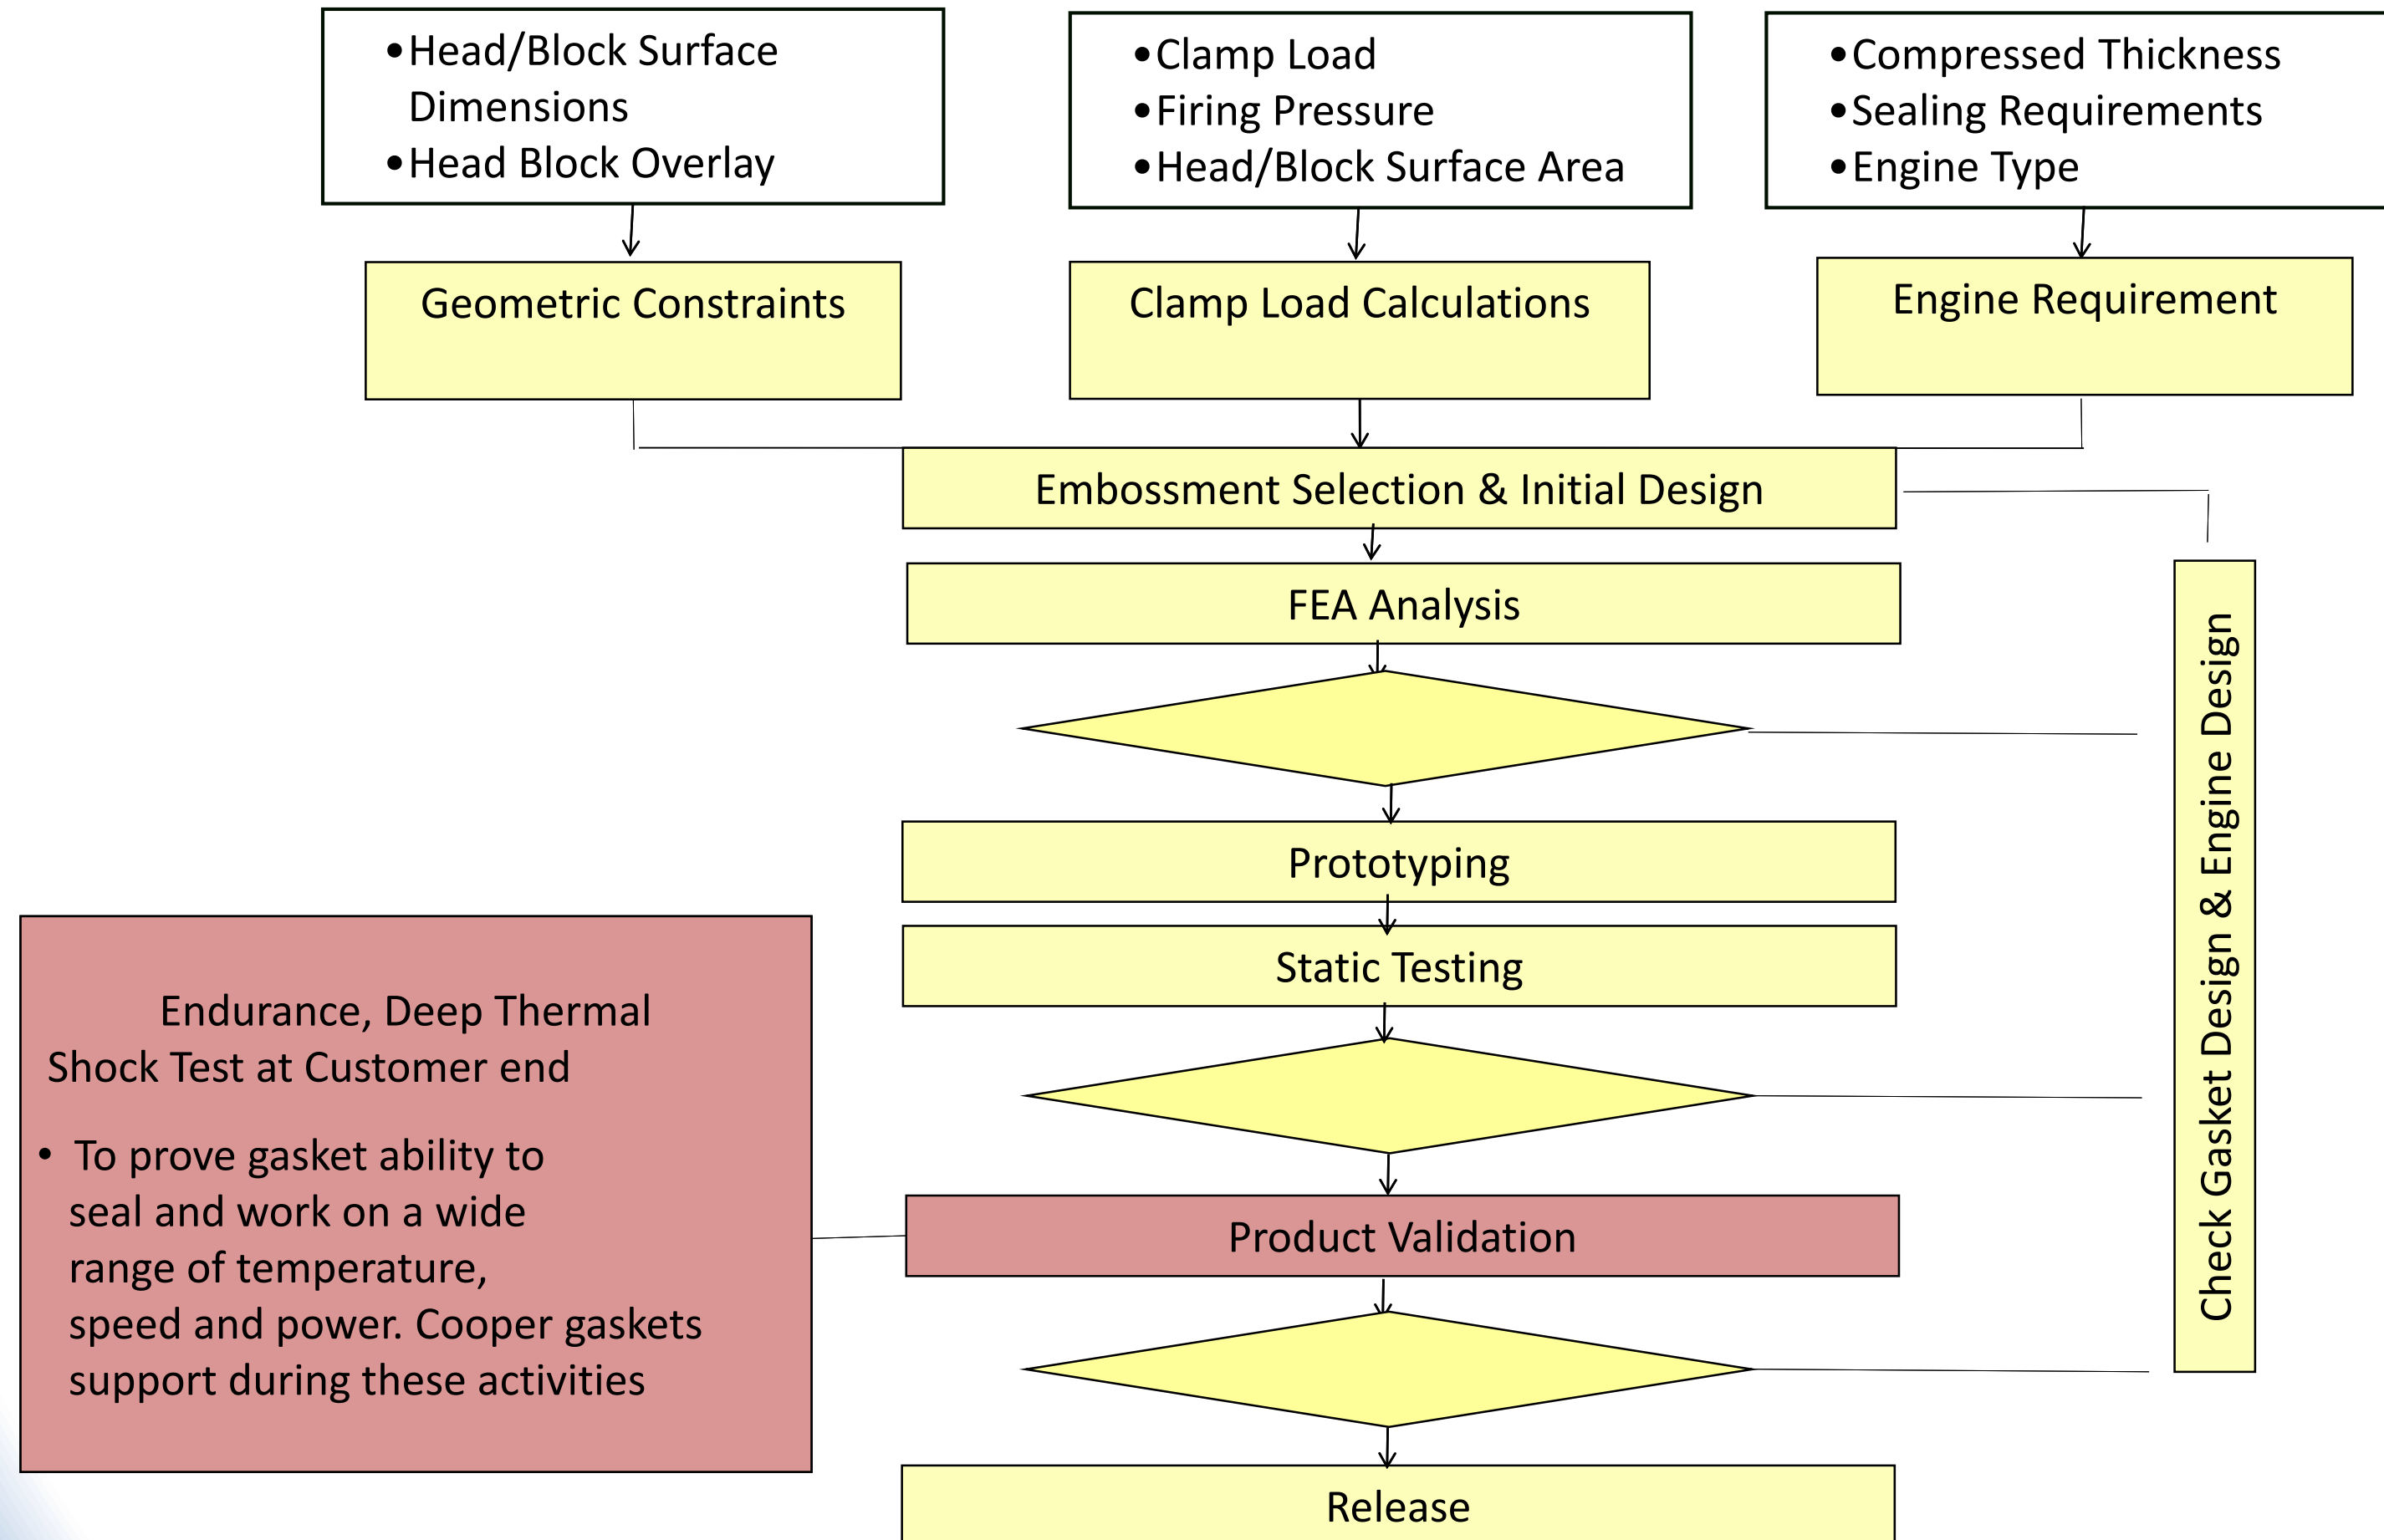 •Head/Block Surface
Dimensions
•Head Block Overlay
•Clamp Load
•Firing Pressure
•Head/Block Surface Area
•Compressed Thickness
•Sealing Requirements
•Engine Type
Geometric Constraints
Clamp Load Calculations
Engine Requirement
Embossment Selection & Initial Design
FEA Analysis
Prototyping
Static Testing
Check Gasket Design & Engine Design
Endurance, Deep Thermal
Shock Test at Customer end
• To prove gasket ability to
seal and work on a wide
range of temperature,
speed and power. Cooper gaskets
support during these activities
Product Validation
Release